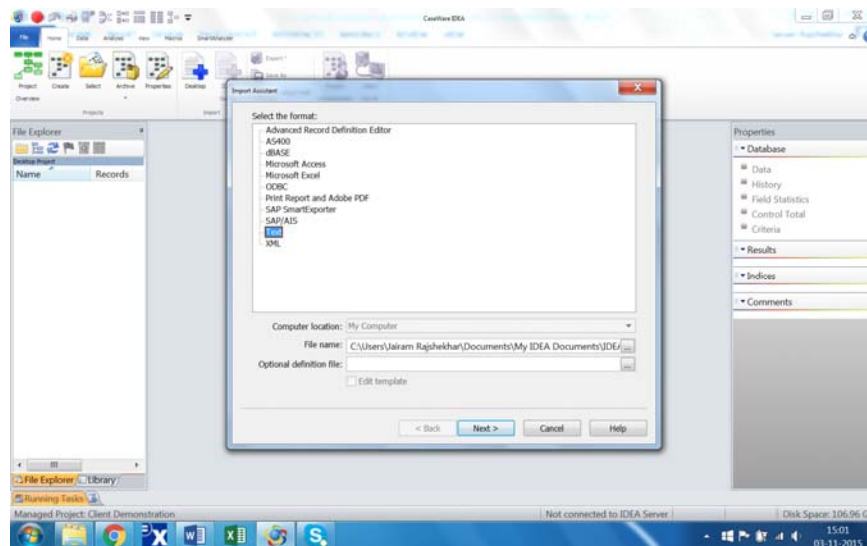 CaseWare IDEA
File Home Data Analysis View Macros SmartAnalyzer
Export
Save As
Project Overview
Create
Select
Archive
Properties
Desktop
Projects
Import
Import Assistant
Select the format:
Advanced Record Definition Editor
AS400
dBASE
Microsoft Access
Microsoft Excel
ODBC
Print Report and Adobe PDF
SAP SmartExporter
SAP/AIS
Text
XML
Computer location: My Computer
File name: C:\Users\Jairam Rajshekhar\Documents\My IDEA Documents\IDEA ...
Optional definition file: ...
Edit template
< Back Next > Cancel Help
File Explorer
Desktop Project
Name Records
File Explorer Library
Running Tasks
Properties
Database
Data
History
Field Statistics
Control Total
Criteria
Results
Indices
Comments
Managed Project: Client Demonstration Not connected to IDEA Server Disk Space: 106.96 G
15:01
03-11-2015